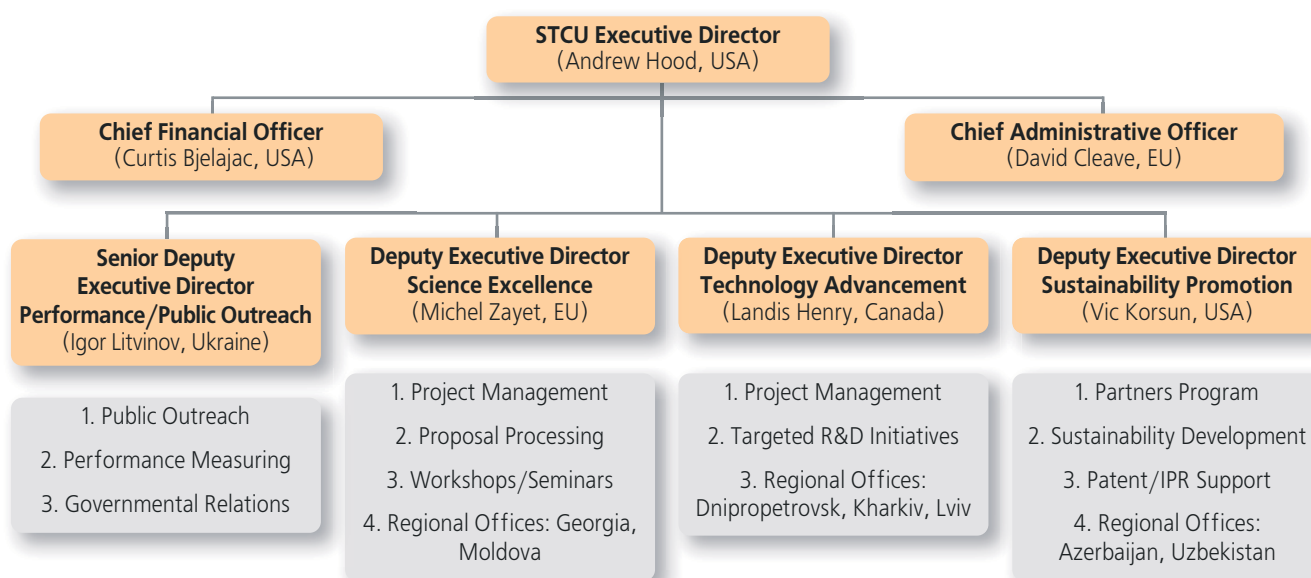 STCU Executive Director
(Andrew Hood, USA)
Chief Financial Officer
(Curtis Bjelajac, USA)
Chief Administrative Officer
(David Cleave, EU)
Senior Deputy
Executive Director
Performance/Public Outreach
(Igor Litvinov, Ukraine)
Deputy Executive Director
Science Excellence
(Michel Zayet, EU)
Deputy Executive Director
Technology Advancement
(Landis Henry, Canada)
Deputy Executive Director
Sustainability Promotion
(Vic Korsun, USA)
1. Public Outreach
2. Performance Measuring
3. Governmental Relations
1. Project Management
2. Proposal Processing
3. Workshops/Seminars
4. Regional Offices: Georgia,
Moldova
1. Project Management
2. Targeted R&D Initiatives
3. Regional Offices:
Dnipropetrovsk, Kharkiv, Lviv
1. Partners Program
2. Sustainability Development
3. Patent/IPR Support
4. Regional Offices:
Azerbaijan, Uzbekistan